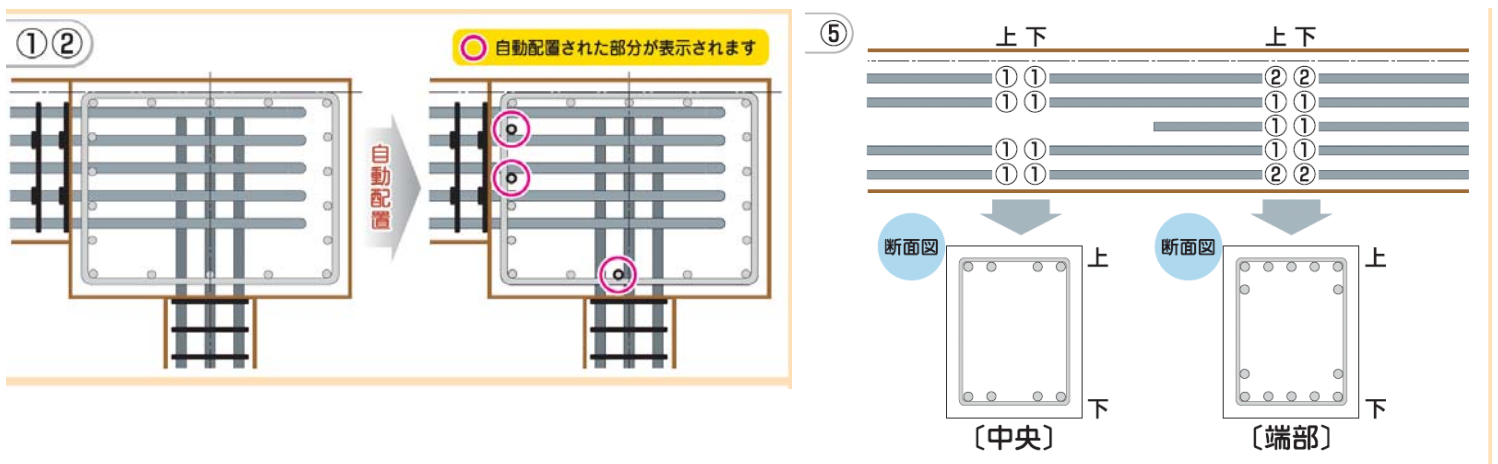 ①②
自動配置された部分が表示されます
自動配置
⑤
上 下 上 下
① ① ② ②
① ① ① ①
① ①
① ① ① ①
① ① ② ②
断面図 上 断面図 上
下 下
〔中央〕 〔端部〕